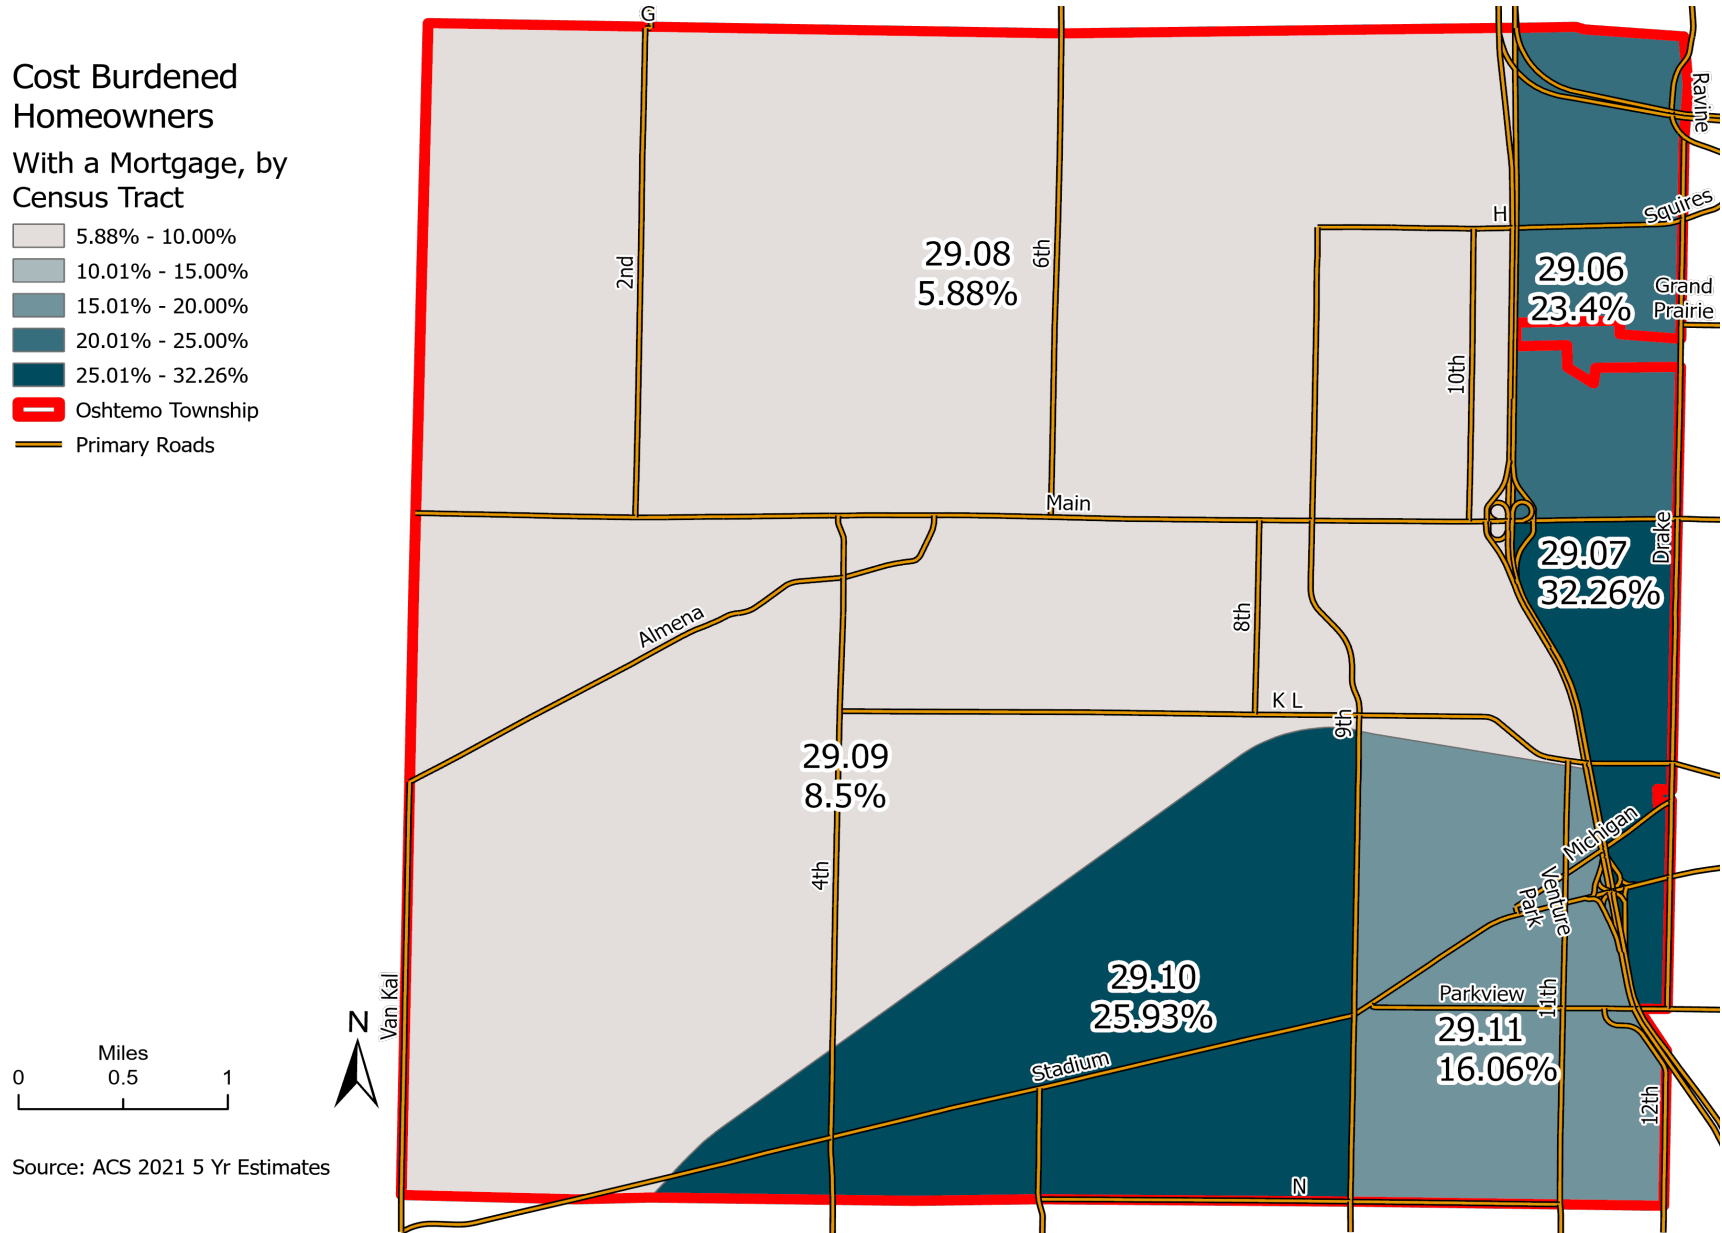 Cost Burdened
Homeowners
With a Mortgage, by
Census Tract
5.88% - 10.00%
10.01% - 15.00%
15.01% - 20.00%
20.01% - 25.00%
25.01% - 32.26%
Oshtemo Township
Primary Roads
G
Ravine
2nd
6th
29.08
5.88%
H
Squires
29.06
23.4%
Grand
Prairie
10th
Main
Drake
29.07
32.26%
Almena
8th
K L
9th
29.09
8.5%
4th
Michigan
Venture
Park
29.10
25.93%
Parkview
11th
29.11
16.06%
Stadium
12th
Van Kal
N
N
Miles
0 0.5 1
Source: ACS 2021 5 Yr Estimates